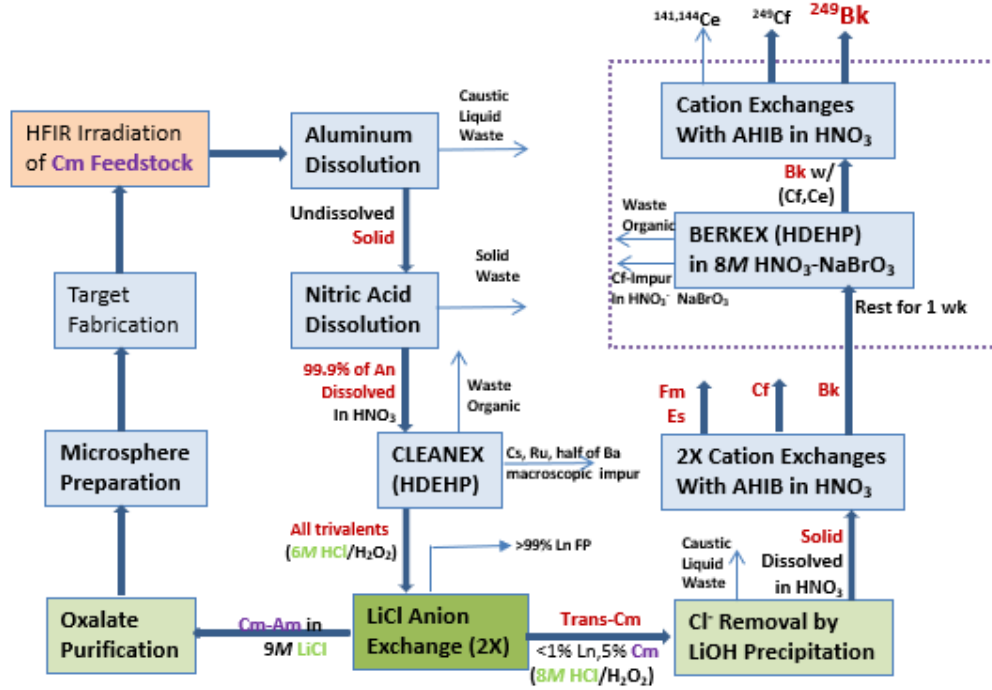 HFIR Irradiation
of Cm Feedstock
Aluminum
Dissolution
Caustic
Liquid
Waste
Undissolved
Solid
Nitric Acid
Dissolution
Solid
Waste
99.9% of An
Dissolved
In HNO₃
Waste
Organic
CLEANEX
(HDEHP)
Cs, Ru, half of Ba
macroscopic impur
All trivalents
(6M HCl/H₂O₂)
>99% Ln FP
LiCl Anion
Exchange (2X)
Cm-Am in
9M LiCl
Oxalate
Purification
Microsphere
Preparation
Target
Fabrication
Trans-Cm
<1% Ln,5% Cm
(8M HCl/H₂O₂)
Cl⁻ Removal by
LiOH Precipitation
Caustic
Liquid
Waste
Solid
Dissolved
in HNO₃
2X Cation Exchanges
With AHIB in HNO₃
Fm
Es
Cf
Bk
Rest for 1 wk
BERKEX (HDEHP)
in 8M HNO₃-NaBrO₃
Waste
Organic
Cf-Impur
In HNO₃⁻ NaBrO₃
Bk w/
(Cf,Ce)
Cation Exchanges
With AHIB in HNO₃
¹⁴¹,¹⁴⁴Ce
²⁴⁹Cf
²⁴⁹Bk